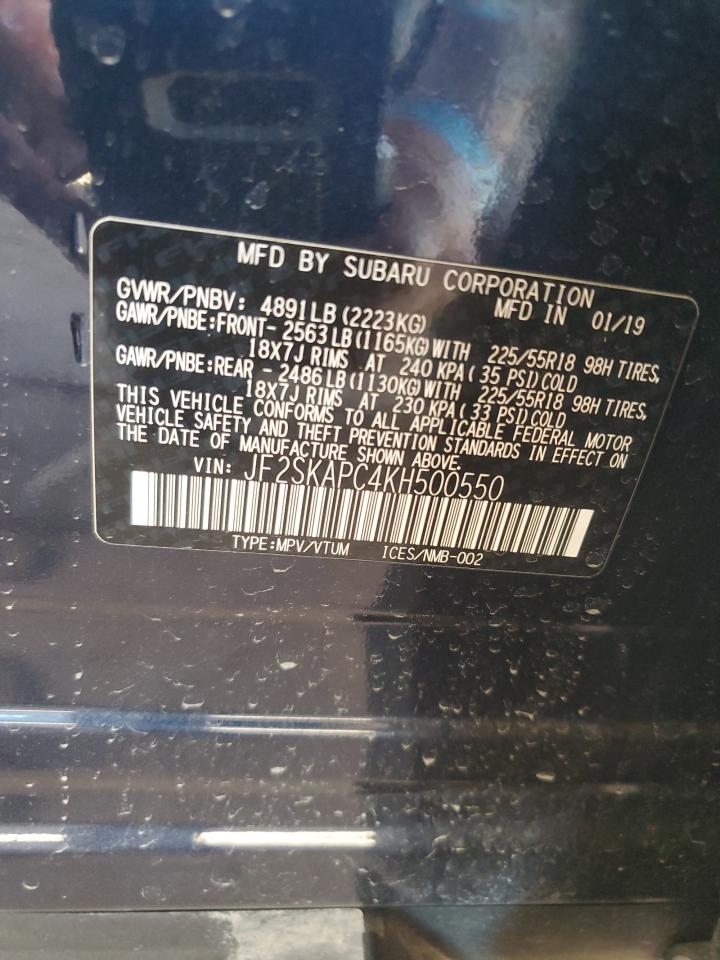 MFD BY SUBARU CORPORATION
GVWR/PNBV: 4891LB(2223KG) MFD IN 01/19
GAWR/PNBE:FRONT- 2563LB(1165KG)WITH 225/55R18 98H TIRES,
18X7J RIMS AT 240 KPA( 35 PSI)COLD
GAWR/PNBE:REAR - 2486LB(1130KG)WITH 225/55R18 98H TIRES,
18X7J RIMS AT 230 KPA( 33 PSI)COLD
THIS VEHICLE CONFORMS TO ALL APPLICABLE FEDERAL MOTOR
VEHICLE SAFETY AND THEFT PREVENTION STANDARDS IN EFFECT ON
THE DATE OF MANUFACTURE SHOWN ABOVE.
VIN: JF2SKAPC4KH500550
TYPE:MPV/VTUM ICES/NMB-002